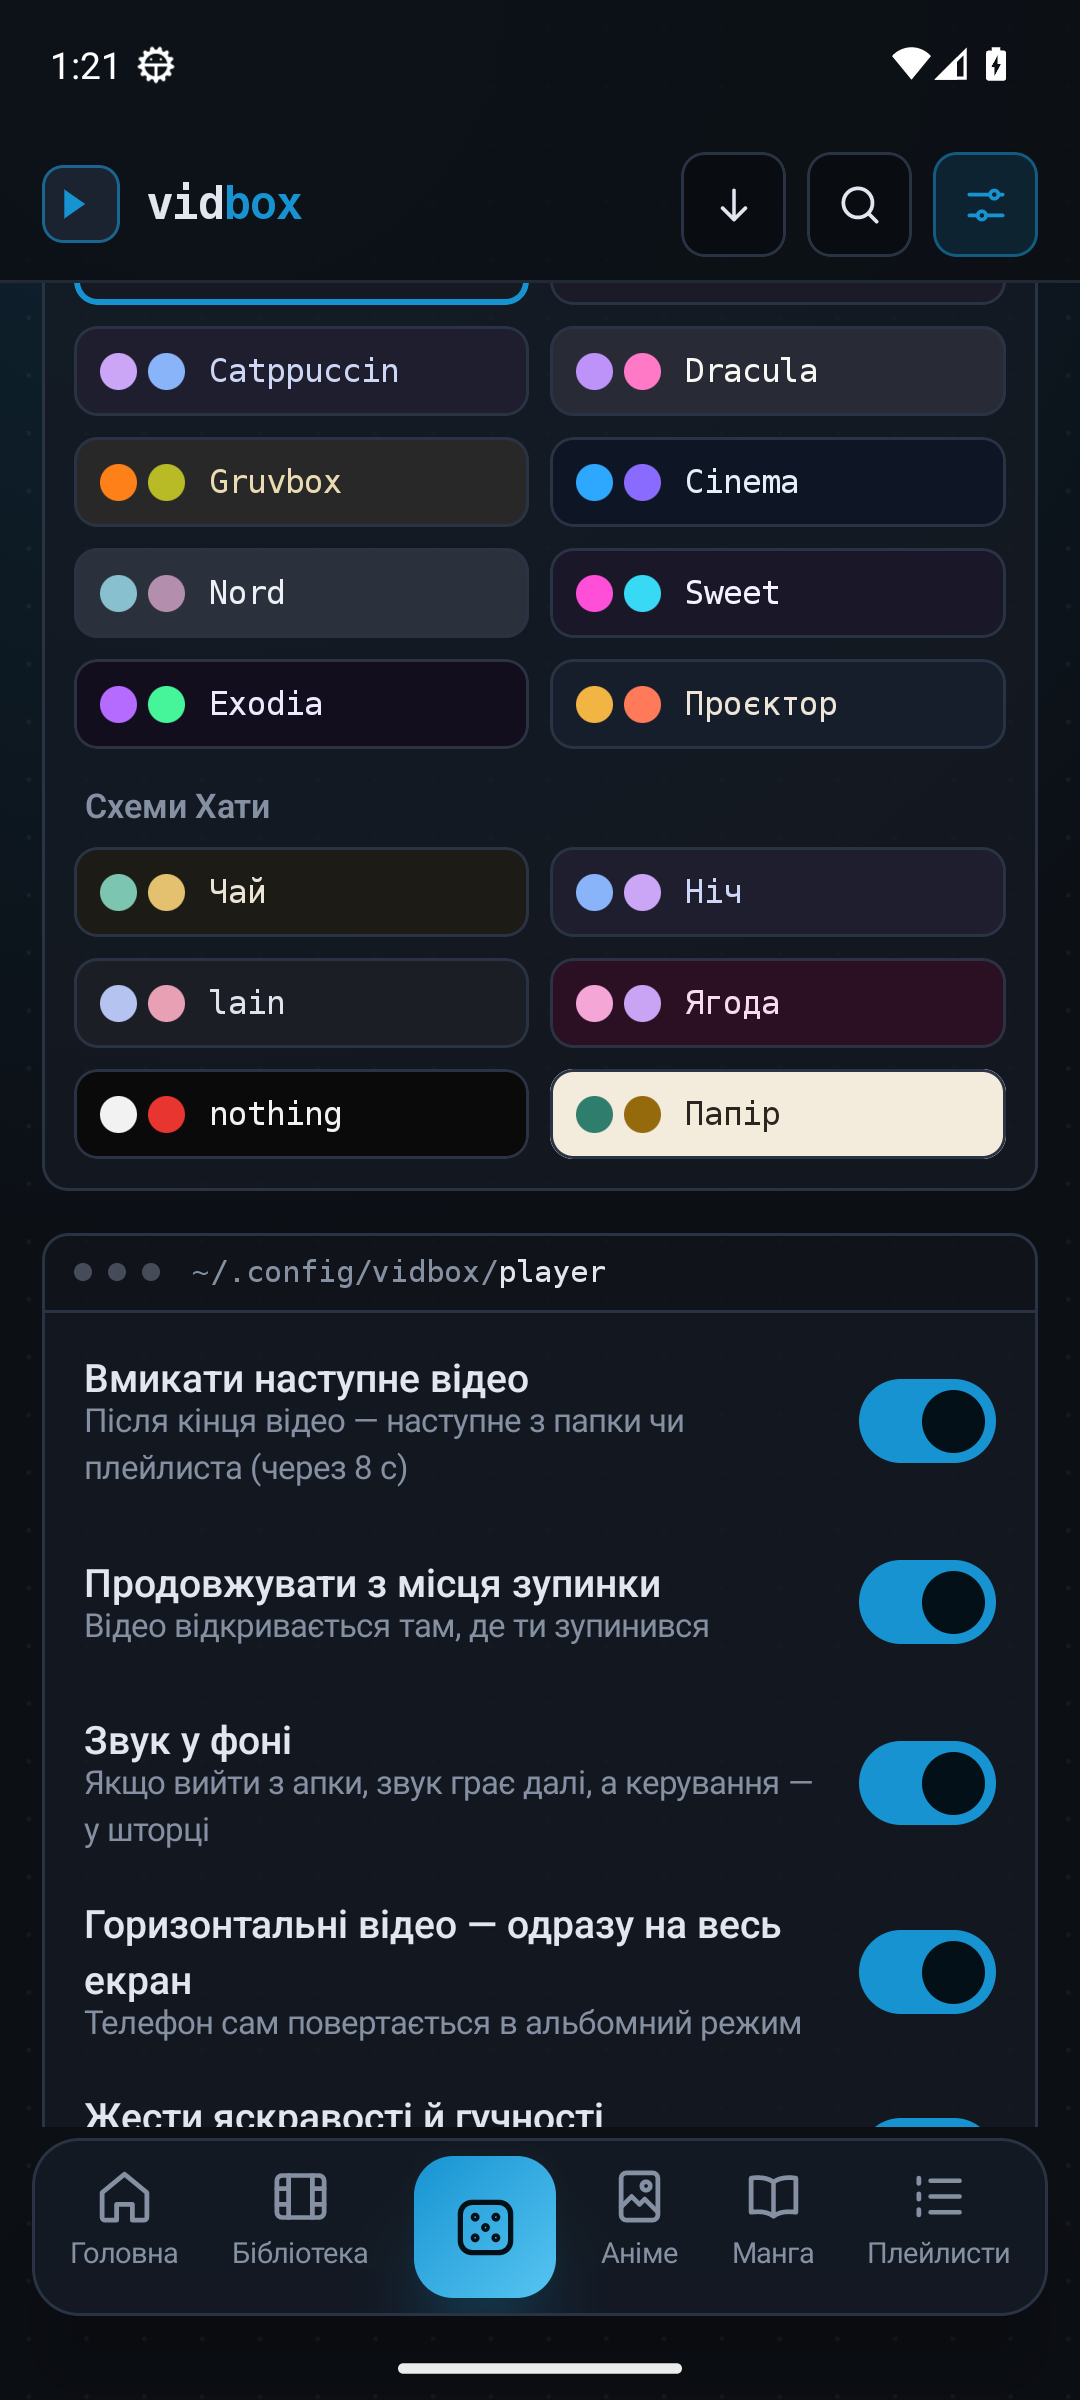 1:21
vidbox
Catppuccin
Dracula
Gruvbox
Cinema
Nord
Sweet
Exodia
Проєктор
Схеми Хати
Чай
Ніч
lain
Ягода
nothing
Папір
~/.config/vidbox/player
Вмикати наступне відео
Після кінця відео — наступне з папки чи
плейлиста (через 8 с)
Продовжувати з місця зупинки
Відео відкривається там, де ти зупинився
Звук у фоні
Якщо вийти з апки, звук грає далі, а керування —
у шторці
Горизонтальні відео — одразу на весь
екран
Телефон сам повертається в альбомний режим
Жести яскравості й гучності
Головна
Бібліотека
Аніме
Манга
Плейлисти